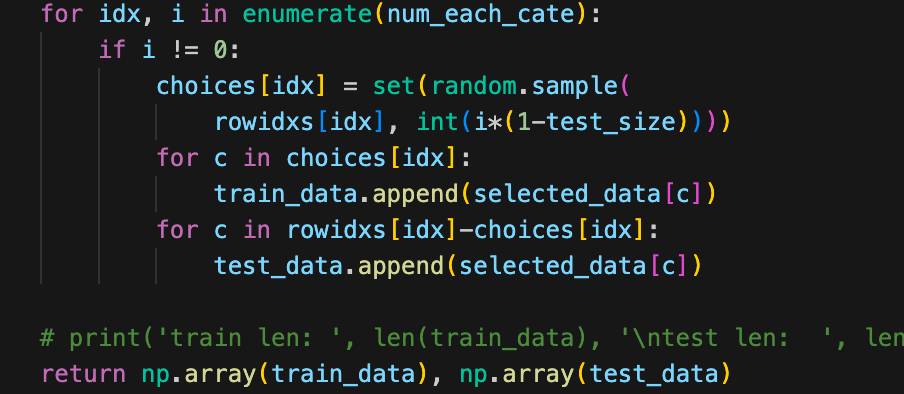 for idx, i in enumerate(num_each_cate):
if i != 0:
choices[idx] = set(random.sample(
rowidxs[idx], int(i*(1-test_size))))
for c in choices[idx]:
train_data.append(selected_data[c])
for c in rowidxs[idx]-choices[idx]:
test_data.append(selected_data[c])
# print('train len: ', len(train_data), '\ntest len:  ', len
return np.array(train_data), np.array(test_data)